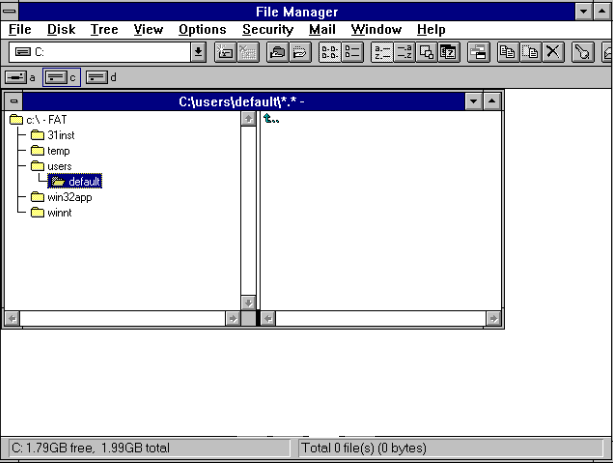 File Manager
File Disk Tree View Options Security Mail Window Help
C:
a c d
C:\users\default\*.* -
c:\ - FAT
..
31inst
temp
users
default
win32app
winnt
C: 1.79GB free, 1.99GB total Total 0 file(s) (0 bytes)